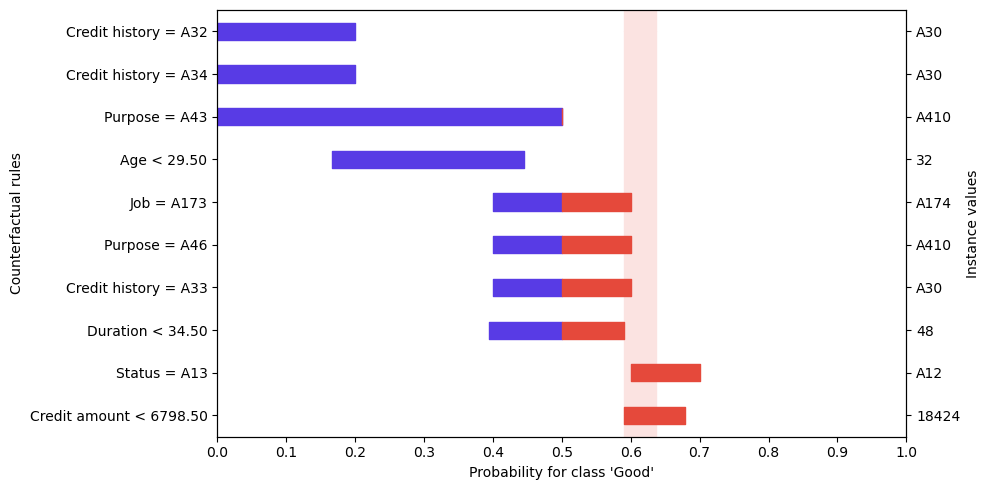 Counterfactual rules
Credit history = A32
Credit history = A34
Purpose = A43
Age < 29.50
Job = A173
Purpose = A46
Credit history = A33
Duration < 34.50
Status = A13
Credit amount < 6798.50
A30
A30
A410
32
A174
A410
A30
48
A12
18424
Instance values
0.0 0.1 0.2 0.3 0.4 0.5 0.6 0.7 0.8 0.9 1.0
Probability for class 'Good'